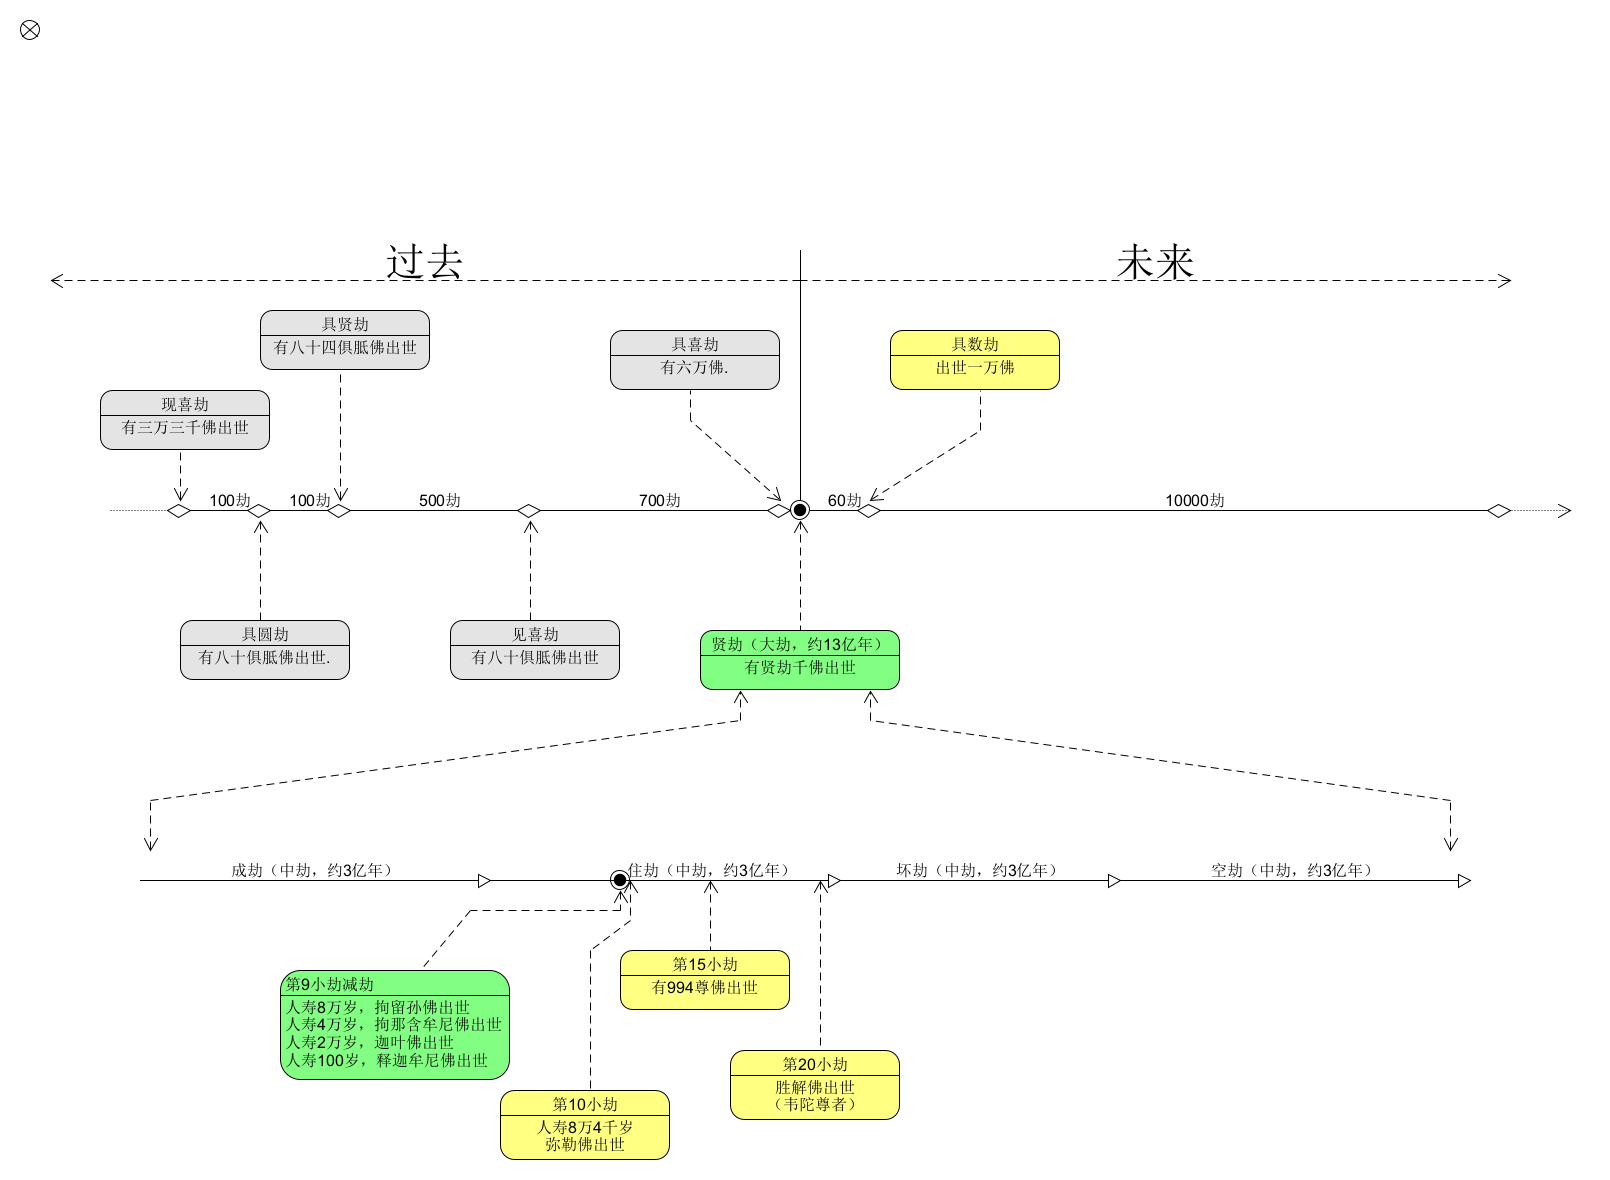 过去
未来
具贤劫
有八十四俱胝佛出世
具喜劫
有六万佛.
具数劫
出世一万佛
现喜劫
有三万三千佛出世
100劫
100劫
500劫
700劫
60劫
10000劫
具圆劫
有八十俱胝佛出世.
见喜劫
有八十俱胝佛出世
贤劫（大劫，约13亿年）
有贤劫千佛出世
成劫（中劫，约3亿年）
住劫（中劫，约3亿年）
坏劫（中劫，约3亿年）
空劫（中劫，约3亿年）
第9小劫减劫
人寿8万岁，拘留孙佛出世
人寿4万岁，拘那含牟尼佛出世
人寿2万岁，迦叶佛出世
人寿100岁，释迦牟尼佛出世
第15小劫
有994尊佛出世
第20小劫
胜解佛出世
（韦陀尊者）
第10小劫
人寿8万4千岁
弥勒佛出世